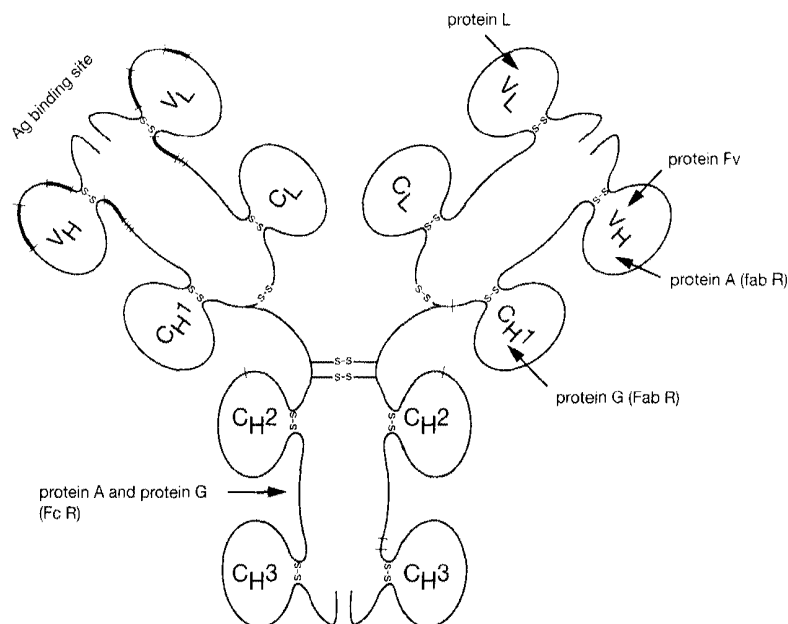 protein L
Ag binding site
VL
VL
protein Fv
CL
CL
S-S
S-S
S-S
S-S
VH
VH
S-S
S-S
protein A (fab R)
S-S
S-S
S-S
S-S
CH1
CH1
S-S
S-S
protein G (Fab R)
CH2
CH2
S-S
S-S
protein A and protein G
(Fc R)
CH3
CH3
S-S
S-S